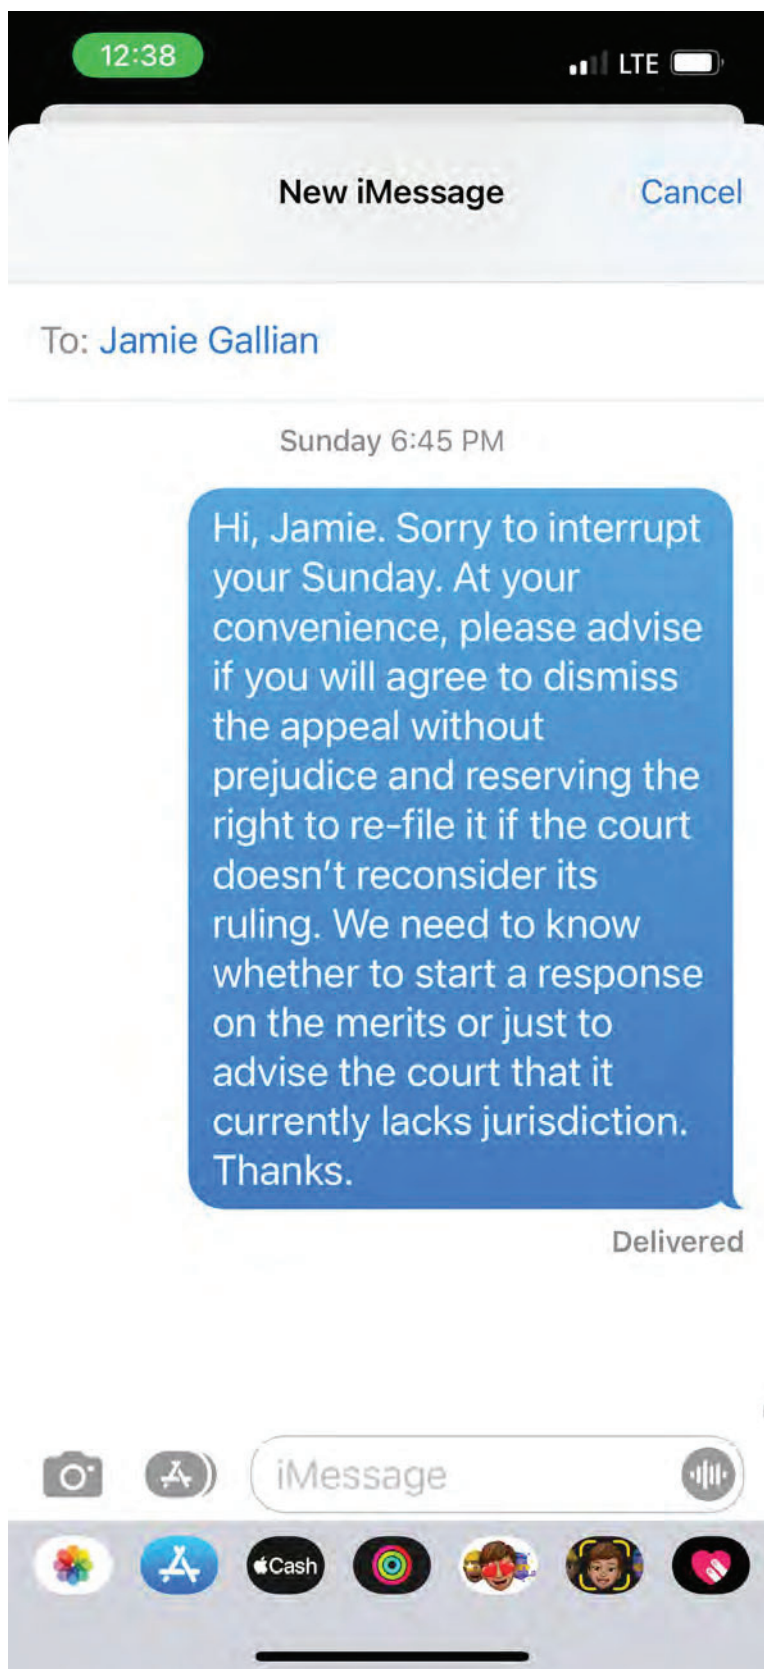 12:38
LTE
New iMessage
Cancel
To: Jamie Gallian
Sunday 6:45 PM
Hi, Jamie. Sorry to interrupt
your Sunday. At your
convenience, please advise
if you will agree to dismiss
the appeal without
prejudice and reserving the
right to re-file it if the court
doesn't reconsider its
ruling. We need to know
whether to start a response
on the merits or just to
advise the court that it
currently lacks jurisdiction.
Thanks.
Delivered
iMessage
Cash